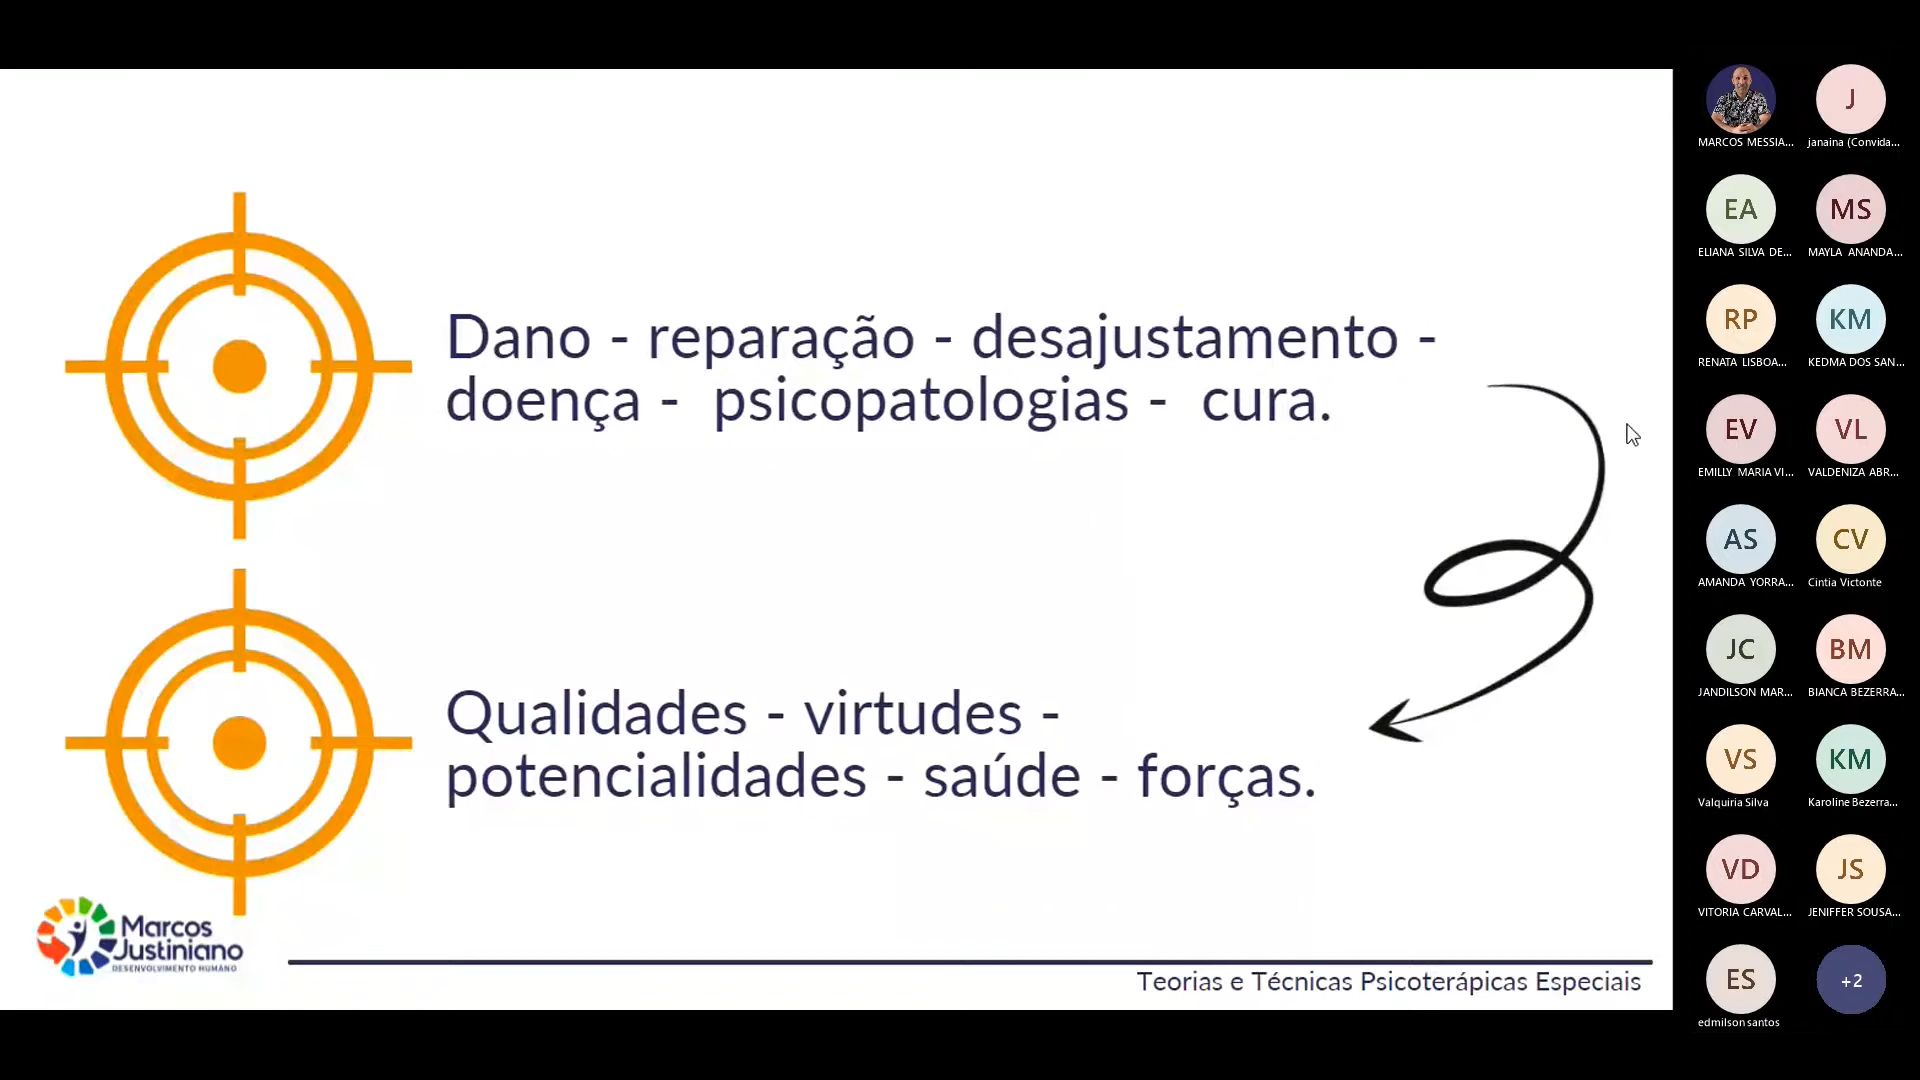 Dano - reparação - desajustamento -
doença - psicopatologias - cura.
Qualidades - virtudes -
potencialidades - saúde - forças.
Marcos
Justiniano
DESENVOLVIMENTO HUMANO
Teorias e Técnicas Psicoterápicas Especiais
J
MARCOS MESSIA...
janaina (Convida...
EA
MS
ELIANA SILVA DE...
MAYLA ANANDA...
RP
KM
RENATA LISBOA...
KEDMA DOS SAN...
EV
VL
EMILLY MARIA VI...
VALDENIZA ABR...
AS
CV
AMANDA YORRA...
Cintia Victonte
JC
BM
JANDILSON MAR...
BIANCA BEZERRA...
VS
KM
Valquiria Silva
Karoline Bezerra...
VD
JS
VITORIA CARVAL...
JENIFFER SOUSA...
ES
+2
edmilson santos